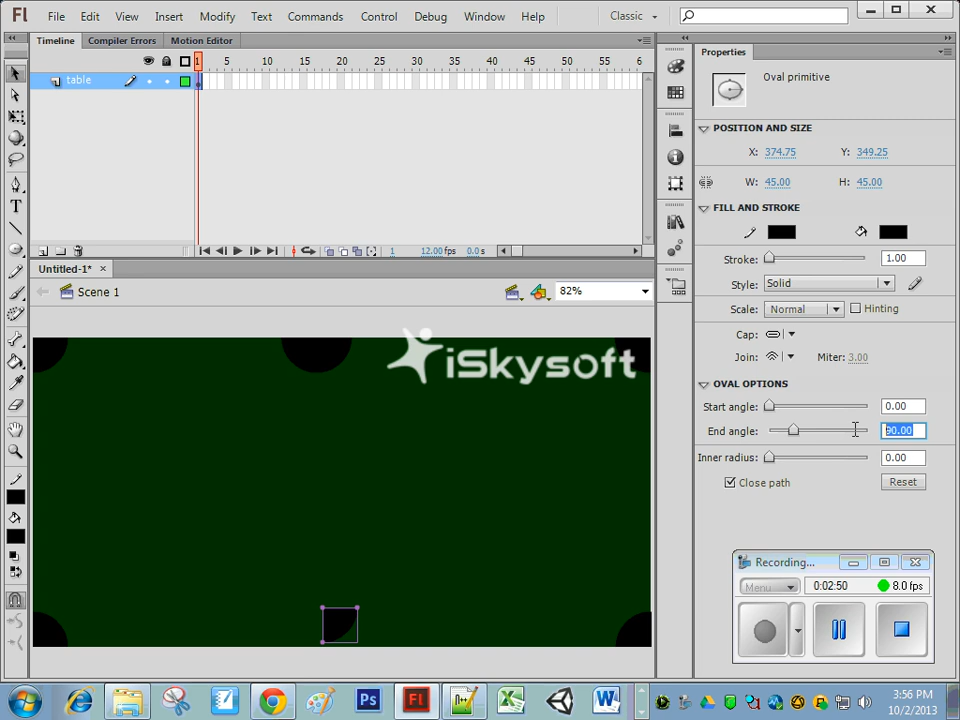 Fl File Edit View Insert Modify Text Commands Control Debug Window Help Classic
Timeline Compiler Errors Motion Editor
1 5 10 15 20 25 30 35 40 45 50 55 6
table
1 12.00 fps 0.0 s
Untitled-1* ×
Scene 1 82%
iSkysoft
T
Properties
Oval primitive
POSITION AND SIZE
X: 374.75 Y: 349.25
W: 45.00 H: 45.00
FILL AND STROKE
Stroke: 1.00
Style: Solid
Scale: Normal Hinting
Cap:
Join: Miter: 3.00
OVAL OPTIONS
Start angle: 0.00
End angle: 90.00
Inner radius: 0.00
Close path Reset
Recording...
Menu 0:02:50 8.0 fps
Ps Fl
3:56 PM
10/2/2013